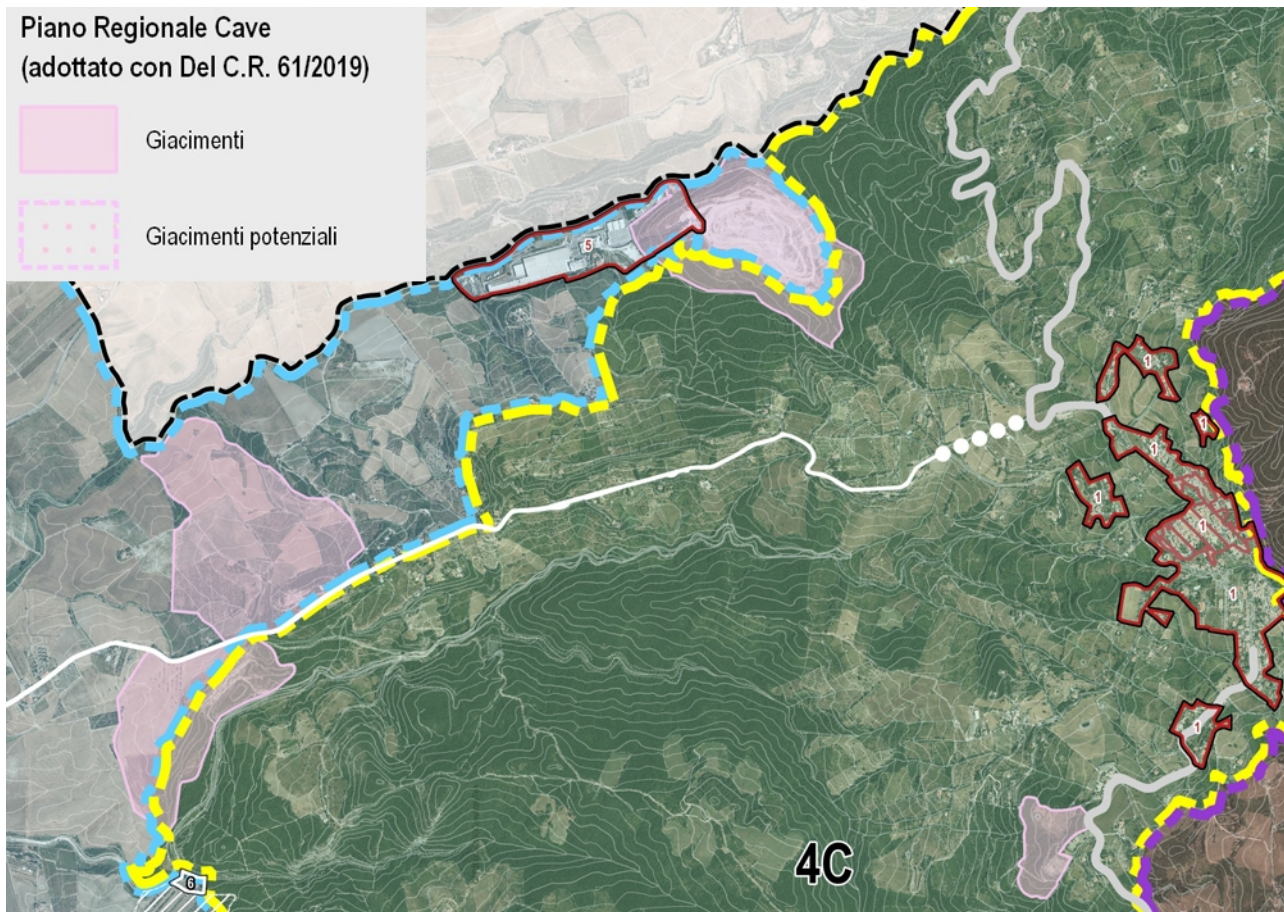 Piano Regionale Cave
(adottato con Del C.R. 61/2019)
Giacimenti
Giacimenti potenziali
5
1
1
1
1
1
1
4C
6